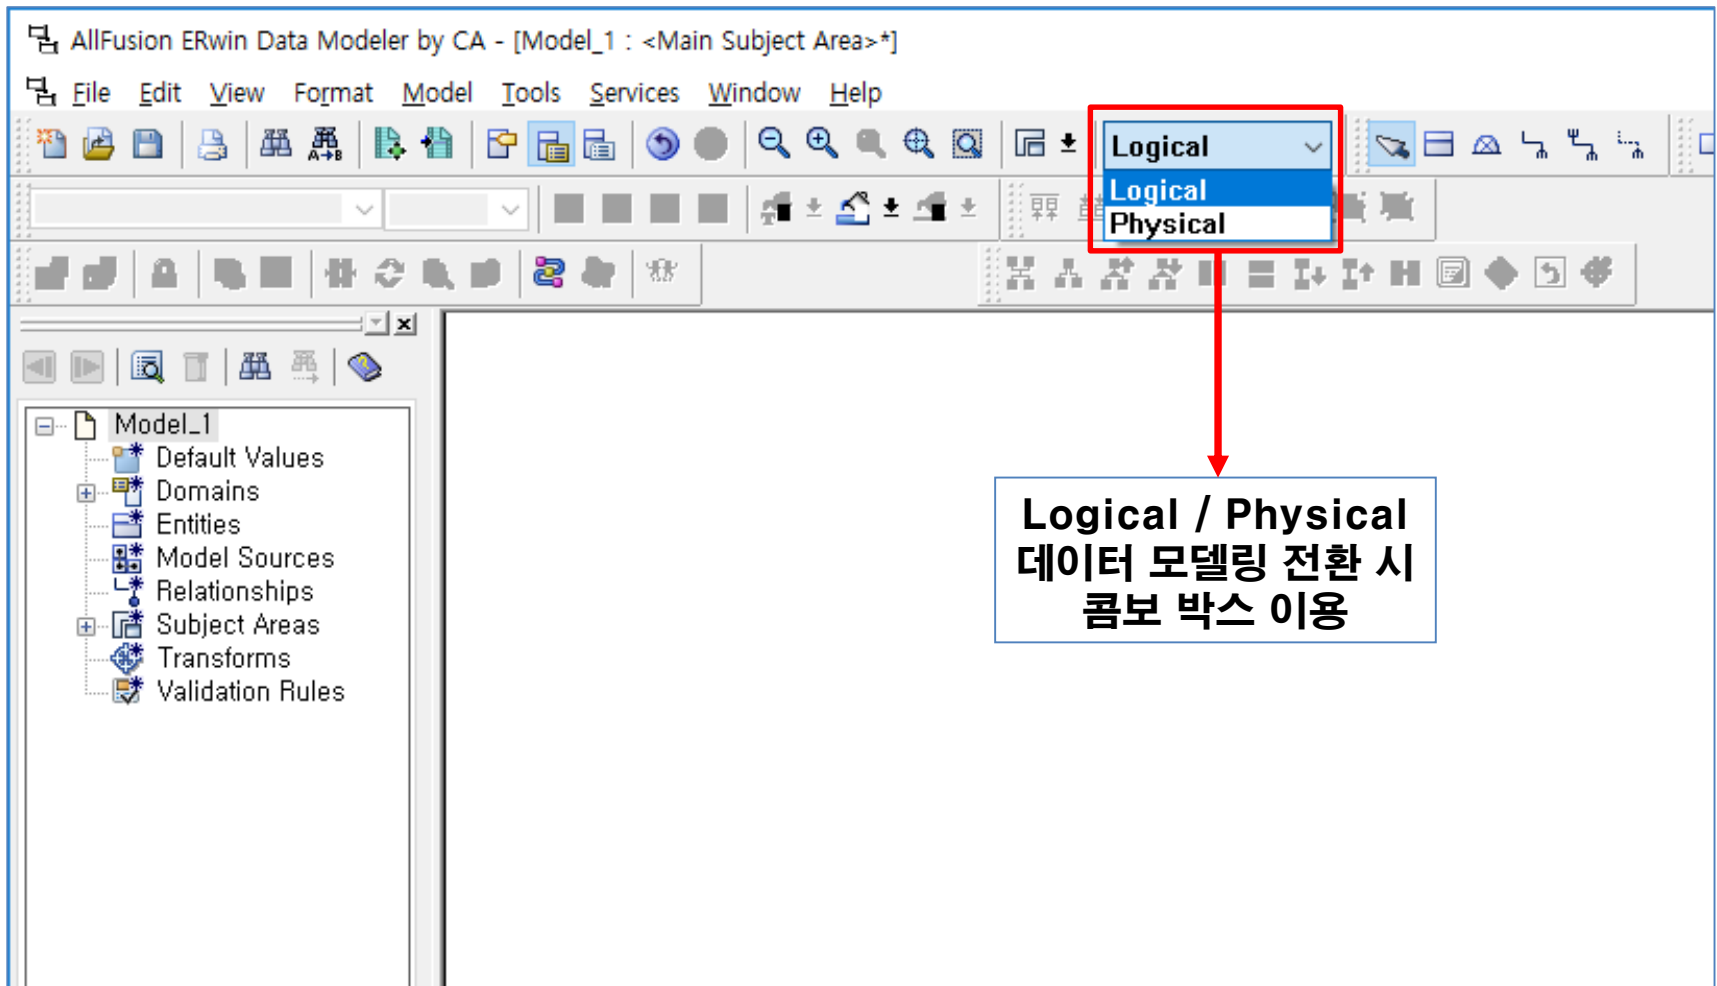 AllFusion ERwin Data Modeler by CA - [Model_1 : <Main Subject Area>*]
File Edit View Format Model Tools Services Window Help
A→B
Logical
Logical
Physical
Model_1
Default Values
Domains
Entities
Model Sources
Relationships
Subject Areas
Transforms
Validation Rules
Logical / Physical
데이터 모델링 전환 시
콤보 박스 이용